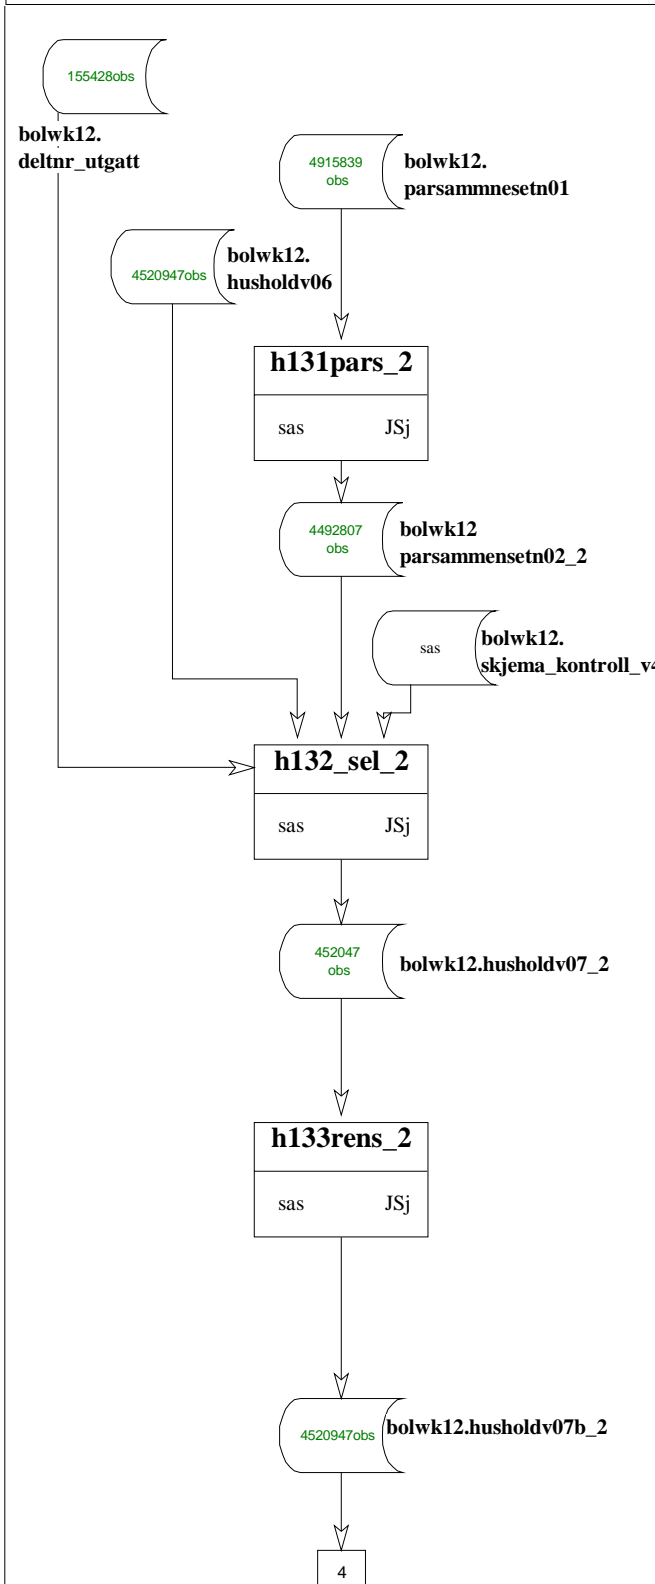 155428obs
bolwk12.
deltnr_utgatt
4915839
obs
bolwk12.
parsammnesetn01
4520947obs
bolwk12.
husholdv06
h131pars_2
sas JSj
4492807
obs
bolwk12
parsammensetn02_2
sas
bolwk12.
skjema_kontroll_v4
h132_sel_2
sas JSj
452047
obs
bolwk12.husholdv07_2
h133rens_2
sas JSj
4520947obs
bolwk12.husholdv07b_2
4